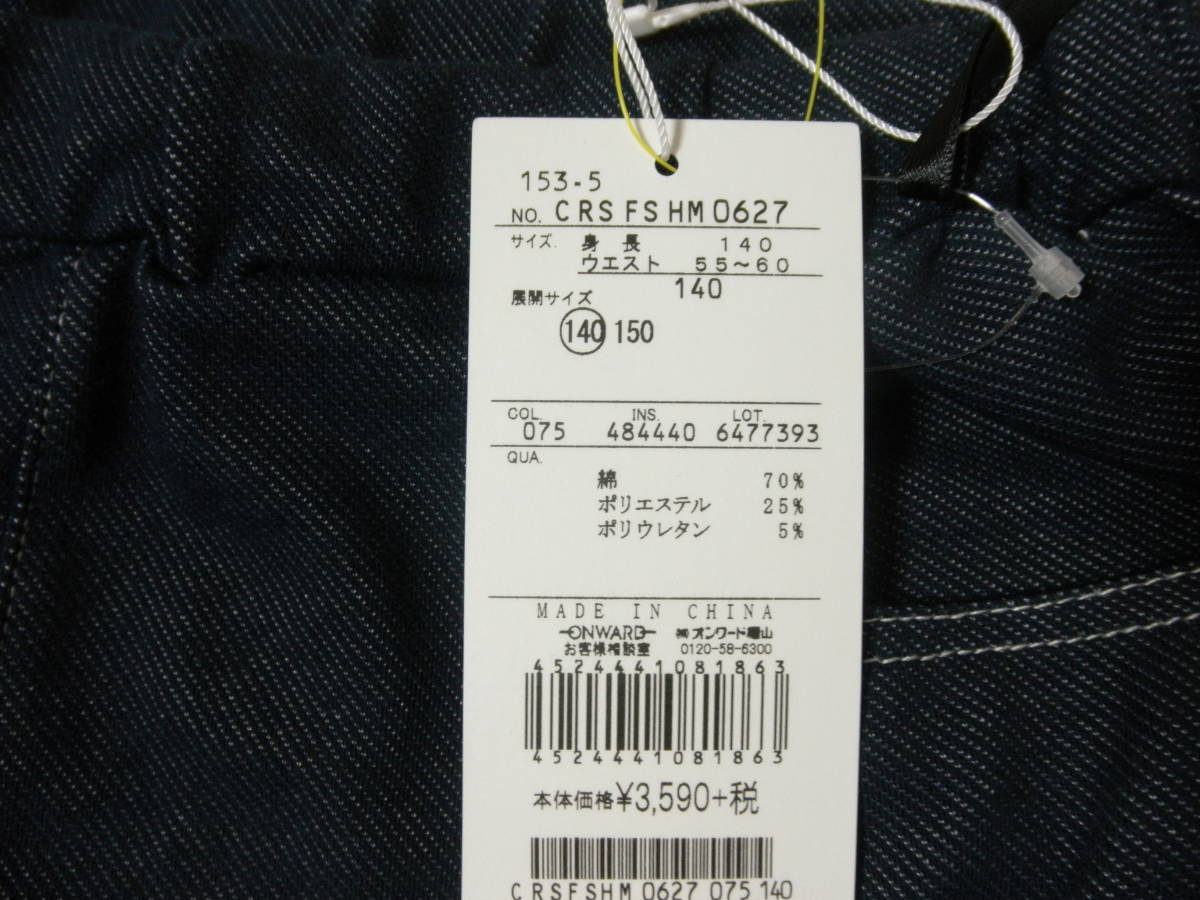 153-5
NO. CRSFSHM0627
サイズ. 身長 140
ウエスト 55～60
140
展開サイズ
140 150
COL. INS. LOT.
075 484440 6477393
QUA.
綿 70%
ポリエステル 25%
ポリウレタン 5%
MADE IN CHINA
ONWARD ㈱オンワード樫山
お客様相談室 0120-58-6300
4524441081863
4524441081863
本体価格¥3,590+税
CRSFSHM 0627 075 140